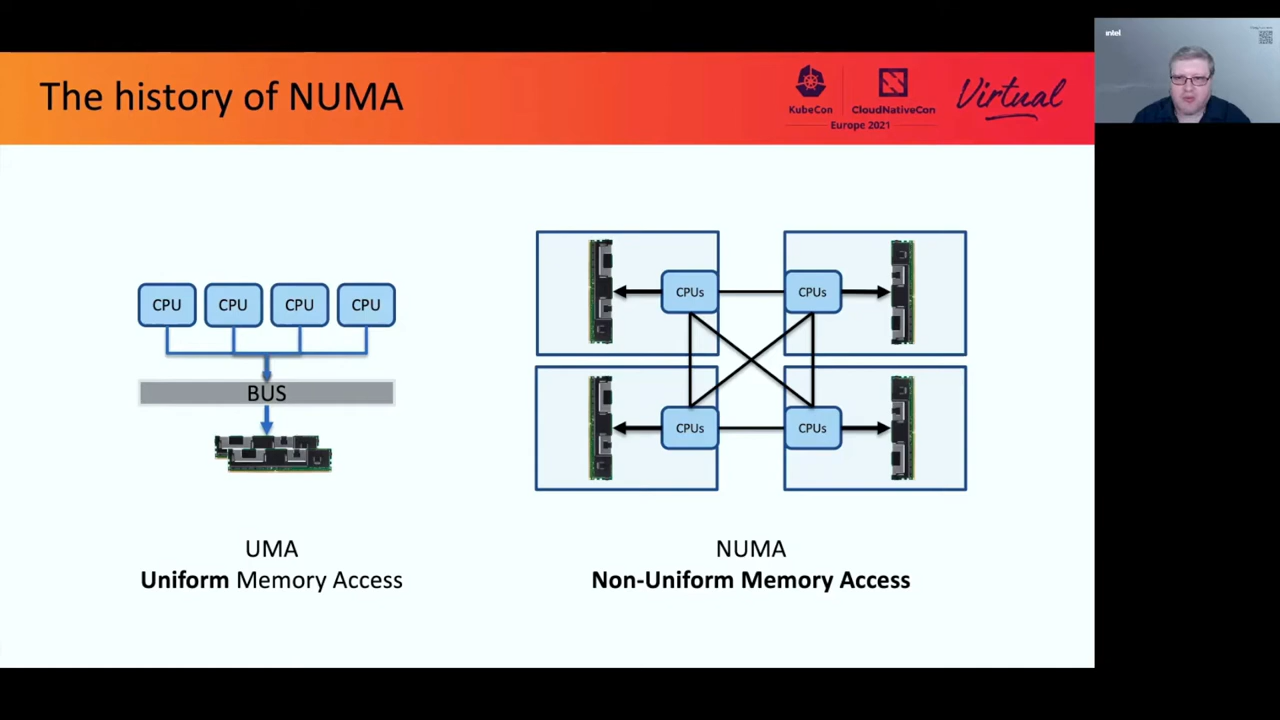 The history of NUMA
KubeCon
CloudNativeCon
Europe 2021
Virtual
intel
CPU
CPU
CPU
CPU
BUS
UMA
Uniform Memory Access
CPUs
CPUs
CPUs
CPUs
NUMA
Non-Uniform Memory Access